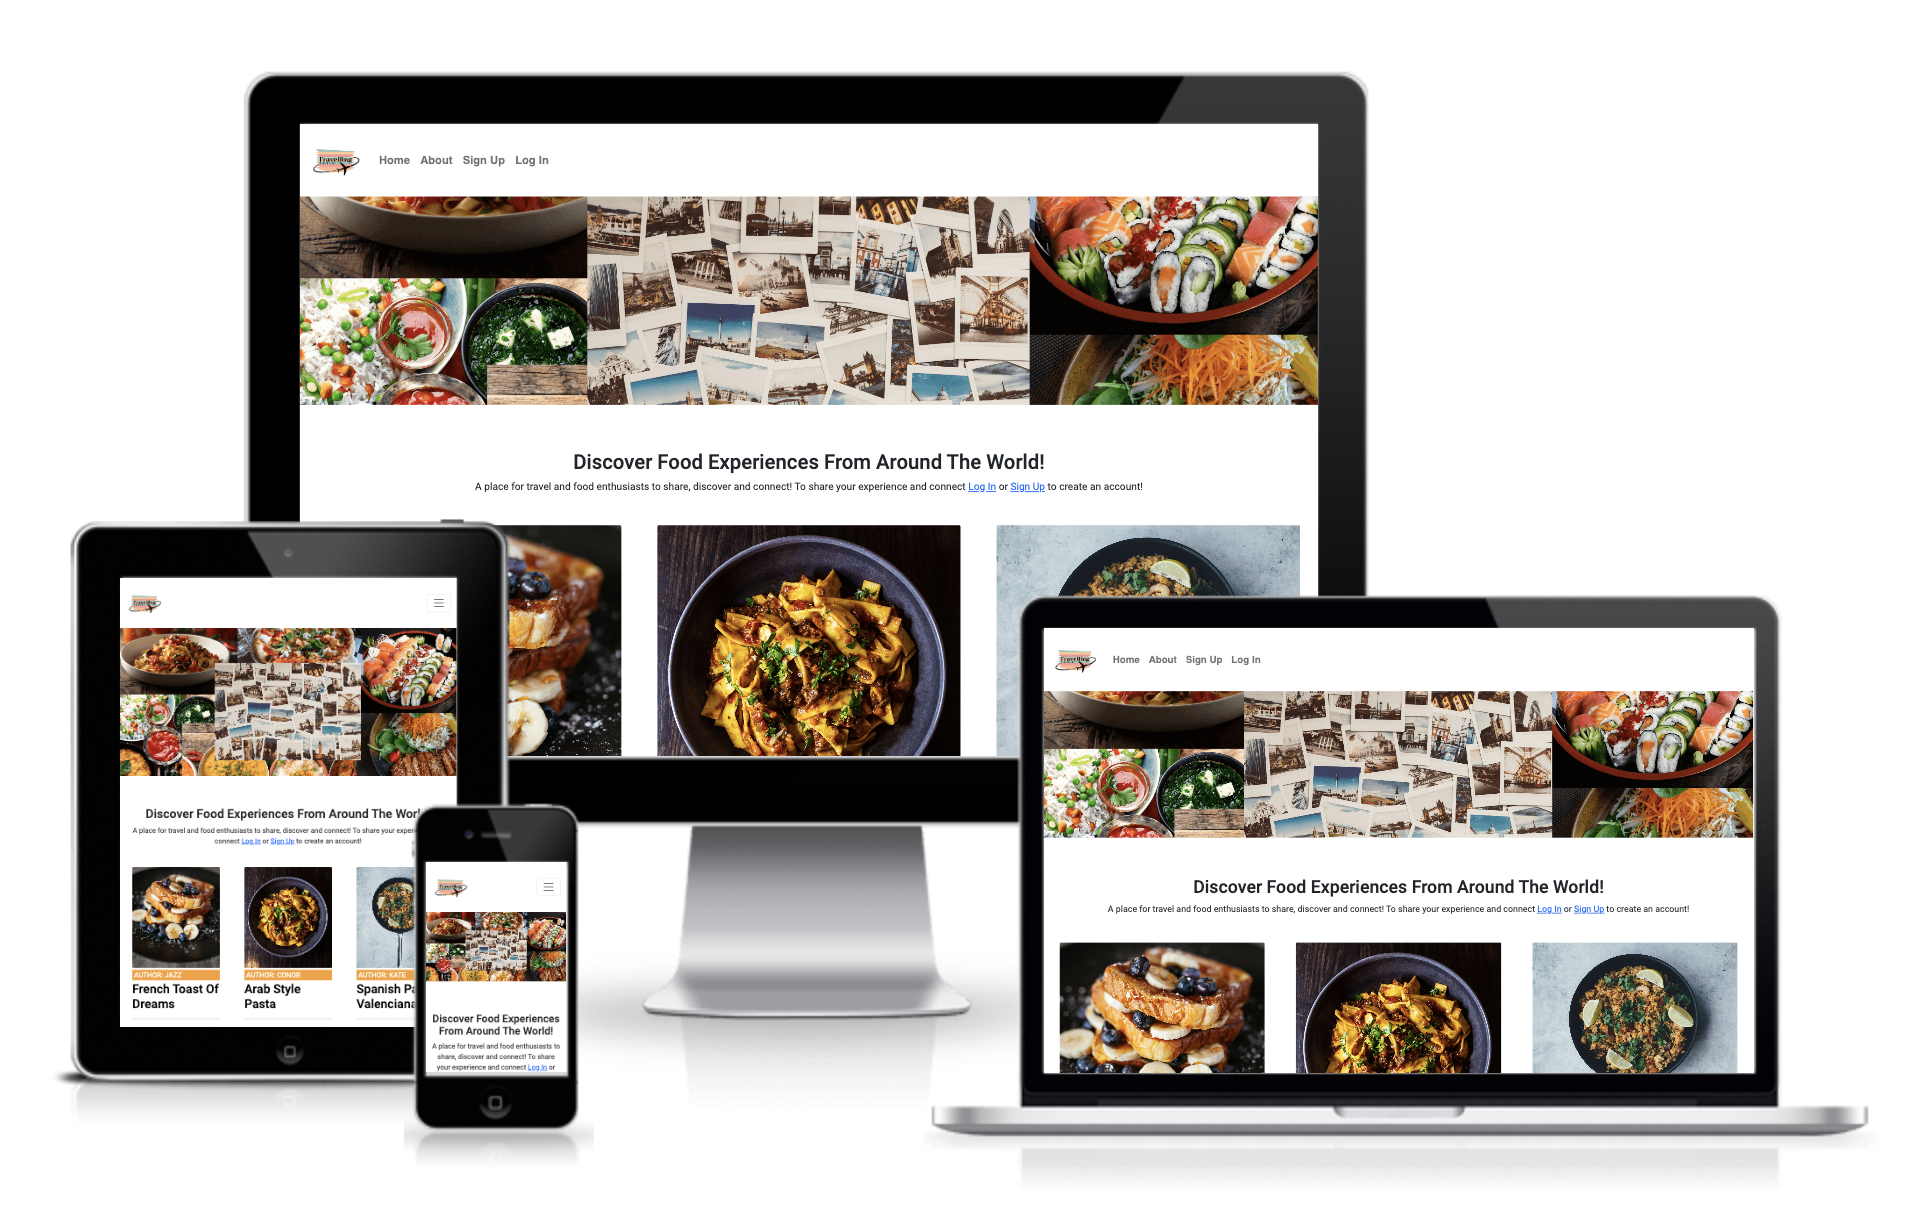 Travelling
Home About Sign Up Log In
Discover Food Experiences From Around The World!
A place for travel and food enthusiasts to share, discover and connect! To share your experience and connect Log In or Sign Up to create an account!
Travelling
Discover Food Experiences From Around The Worl
A place for travel and food enthusiasts to share, discover and connect! To share your experi
connect Log In or Sign Up to create an account!
AUTHOR: JAZZ AUTHOR: CONOR AUTHOR: KATE
French Toast Of Arab Style Spanish Pa
Dreams Pasta Valenciana
Travelling
Discover Food Experiences
From Around The World!
A place for travel and food enthusiasts to
share, discover and connect! To share
your experience and connect Log In or
Travelling
Home About Sign Up Log In
Discover Food Experiences From Around The World!
A place for travel and food enthusiasts to share, discover and connect! To share your experience and connect Log In or Sign Up to create an account!